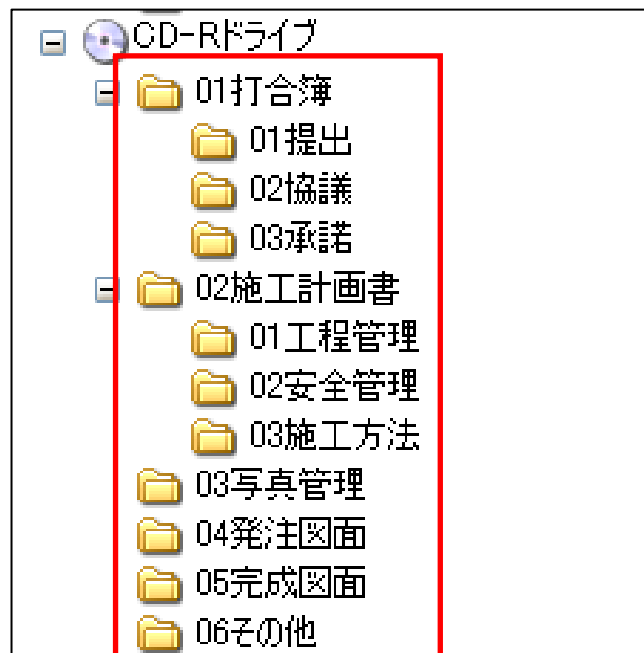 CD-Rドライブ
01打合簿
01提出
02協議
03承諾
02施工計画書
01工程管理
02安全管理
03施工方法
03写真管理
04発注図面
05完成図面
06その他